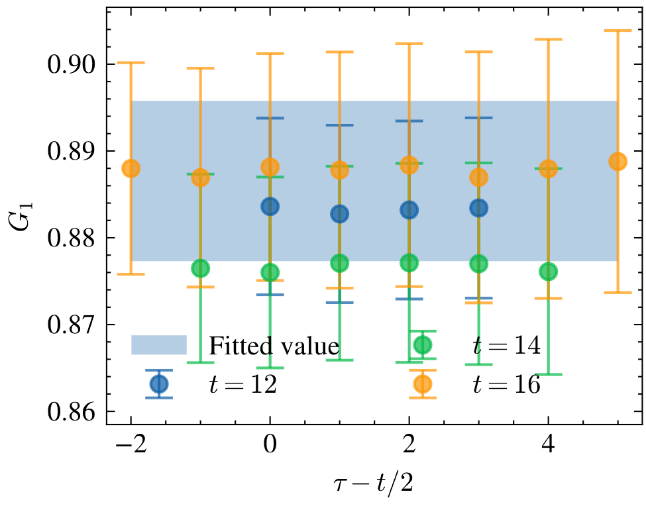 0.90
0.89
0.88
0.87
0.86
G₁
Fitted value
t = 12
t = 14
t = 16
−2 0 2 4
τ − t/2